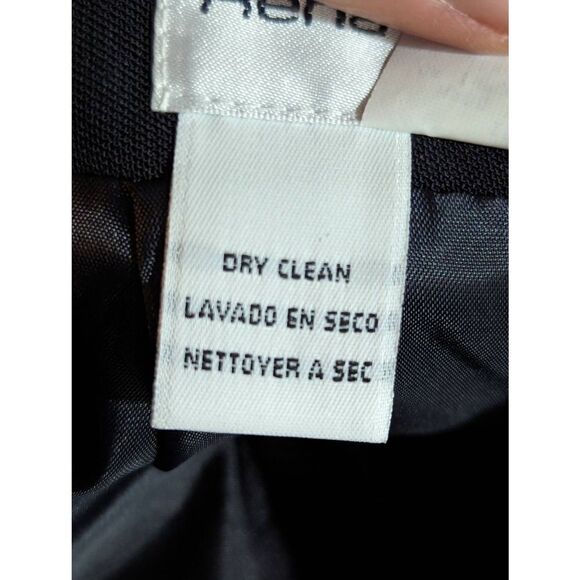 DRY CLEAN
LAVADO EN SECO
NETTOYER A SEC